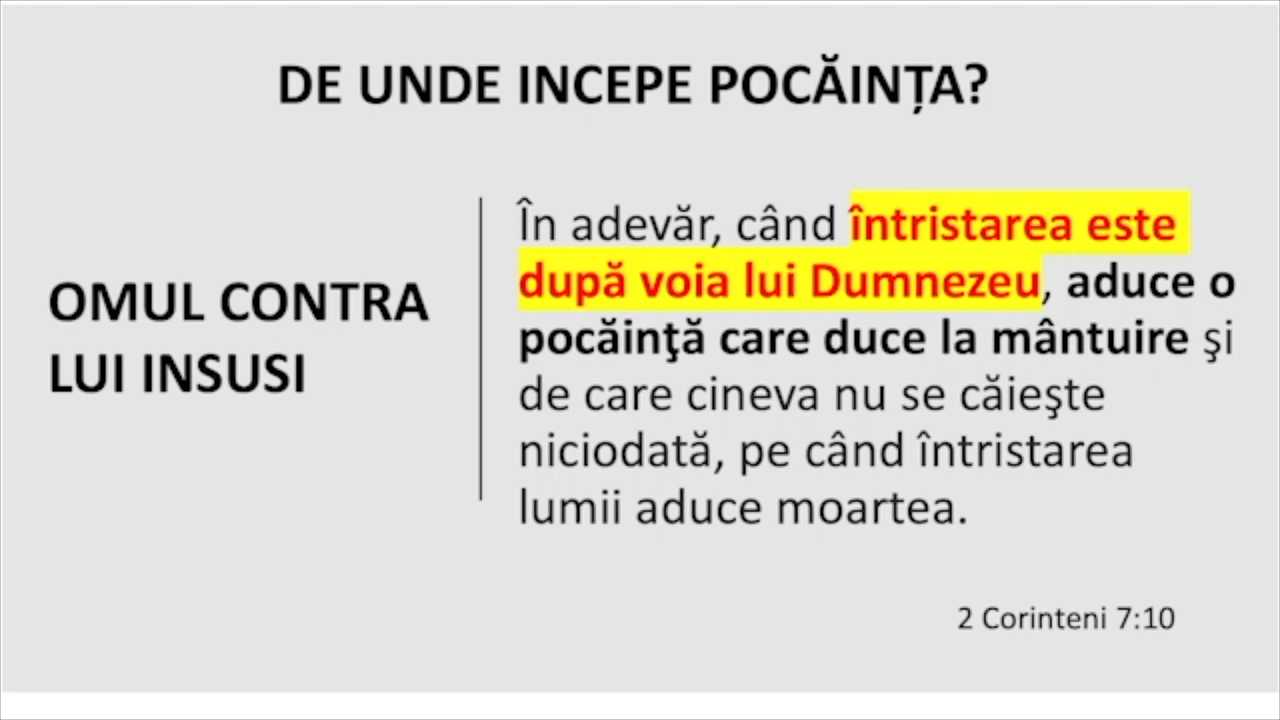 DE UNDE INCEPE POCĂINȚA?
OMUL CONTRA
LUI INSUSI
În adevăr, când întristarea este
după voia lui Dumnezeu, aduce o
pocăinţă care duce la mântuire şi
de care cineva nu se căieşte
niciodată, pe când întristarea
lumii aduce moartea.
2 Corinteni 7:10